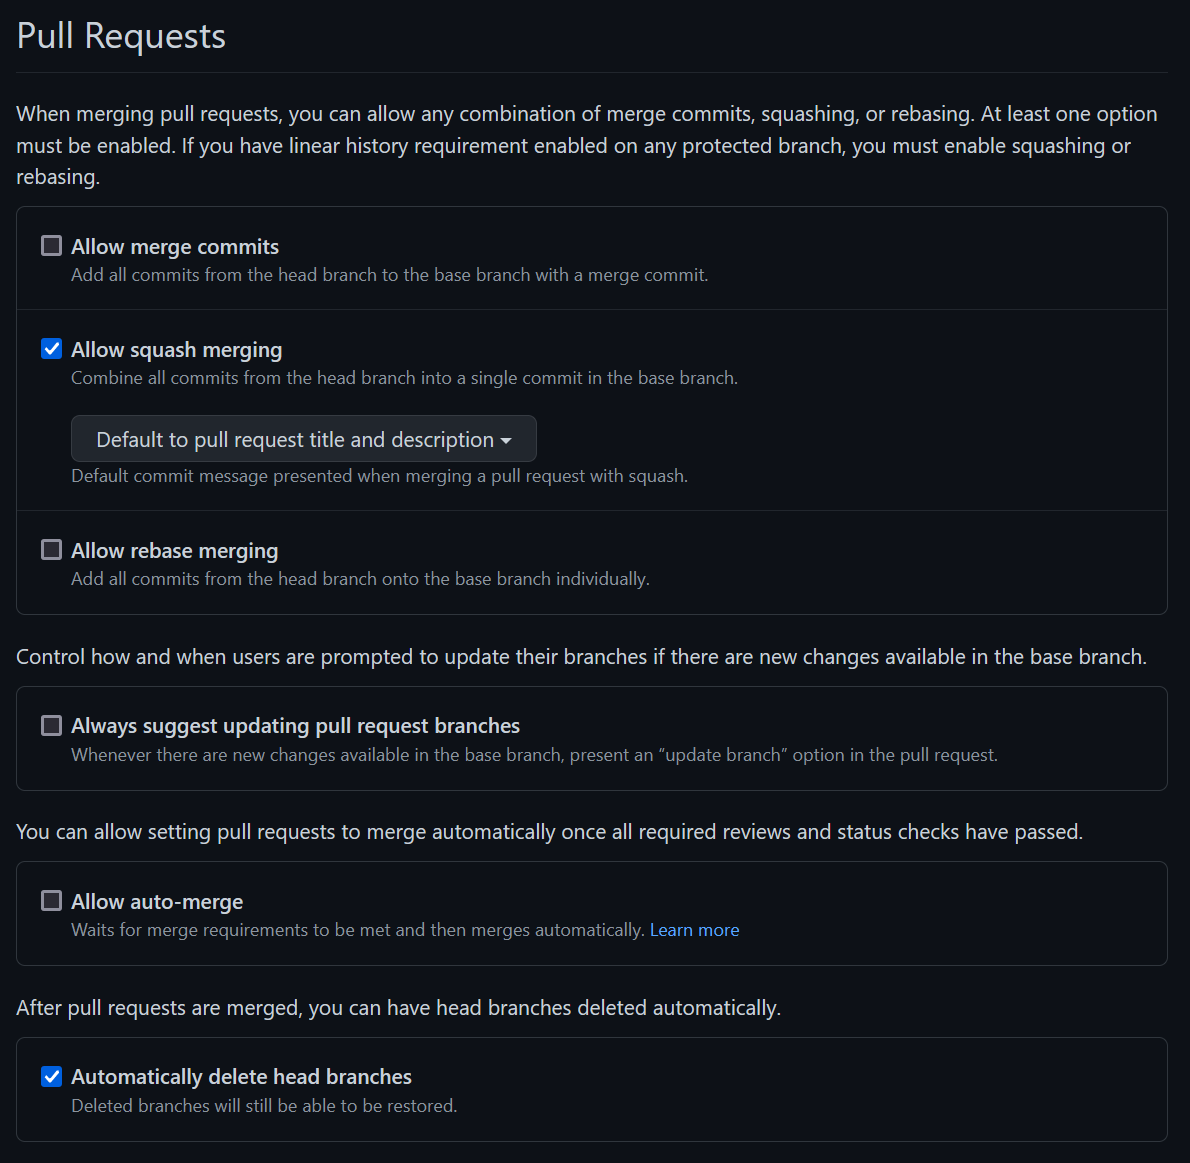 Pull Requests
When merging pull requests, you can allow any combination of merge commits, squashing, or rebasing. At least one option
must be enabled. If you have linear history requirement enabled on any protected branch, you must enable squashing or
rebasing.
Allow merge commits
Add all commits from the head branch to the base branch with a merge commit.
Allow squash merging
Combine all commits from the head branch into a single commit in the base branch.
Default to pull request title and description
Default commit message presented when merging a pull request with squash.
Allow rebase merging
Add all commits from the head branch onto the base branch individually.
Control how and when users are prompted to update their branches if there are new changes available in the base branch.
Always suggest updating pull request branches
Whenever there are new changes available in the base branch, present an “update branch” option in the pull request.
You can allow setting pull requests to merge automatically once all required reviews and status checks have passed.
Allow auto-merge
Waits for merge requirements to be met and then merges automatically. Learn more
After pull requests are merged, you can have head branches deleted automatically.
Automatically delete head branches
Deleted branches will still be able to be restored.